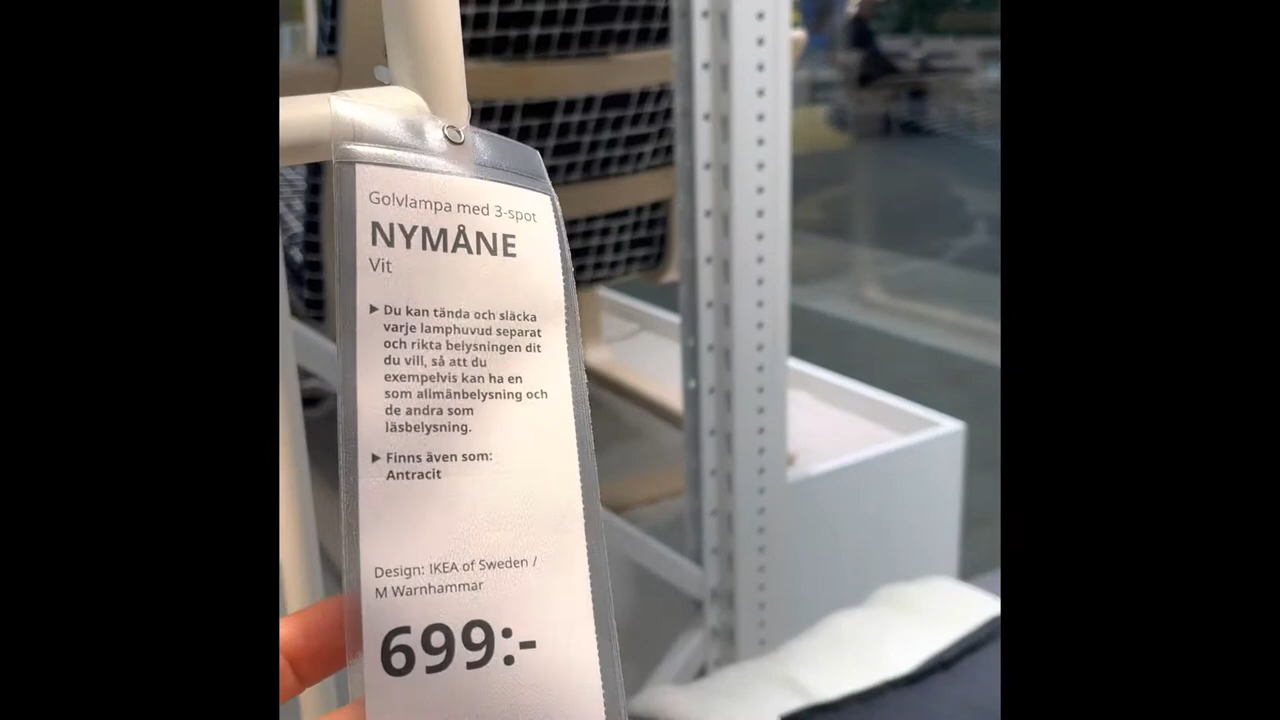 Golvlampa med 3-spot
NYMÅNE
Vit
▶ Du kan tända och släcka
varje lamphuvud separat
och rikta belysningen dit
du vill, så att du
exempelvis kan ha en
som allmänbelysning och
de andra som
läsbelysning.
▶ Finns även som:
Antracit
Design: IKEA of Sweden /
M Warnhammar
699:-